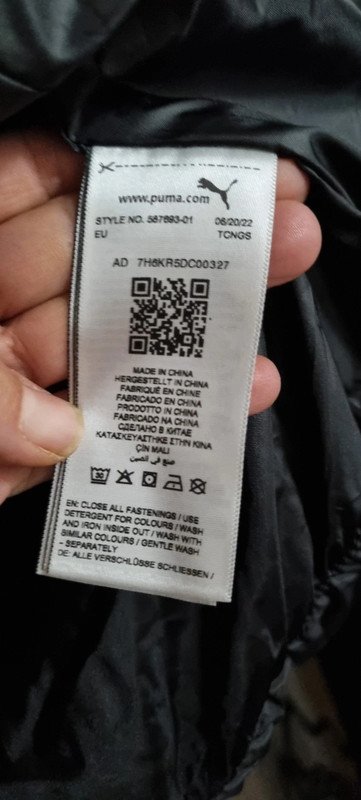 www.puma.com
STYLE NO. 587693-01 06/20/22
EU TCNGS
AD 7H6KR5DC00327
MADE IN CHINA
HERGESTELLT IN CHINA
FABRIQUÉ EN CHINE
FABRICADO EN CHINA
PRODOTTO IN CHINA
FABRICADO NA CHINA
СДЕЛАНО В КИТАЕ
ΚΑΤΑΣΚΕΥΑΣΤΗΚΕ ΣΤΗΝ ΚΙΝΑ
ÇİN MALI
صنع في الصين
30
EN: CLOSE ALL FASTENINGS / USE
DETERGENT FOR COLOURS / WASH
AND IRON INSIDE OUT / WASH WITH
SIMILAR COLOURS / GENTLE WASH
- SEPARATELY
DE: ALLE VERSCHLÜSSE SCHLIESSEN /